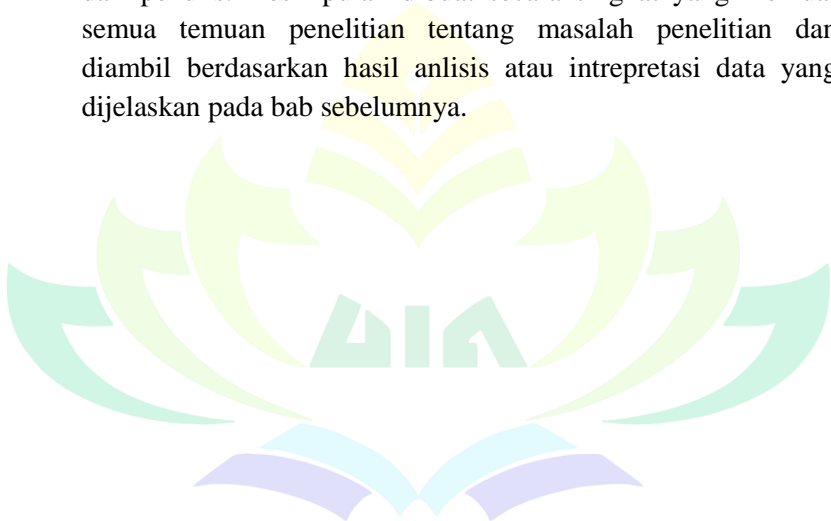 semua temuan penelitian tentang masalah penelitian dan
diambil berdasarkan hasil anlisis atau intrepretasi data yang
dijelaskan pada bab sebelumnya.
UIN